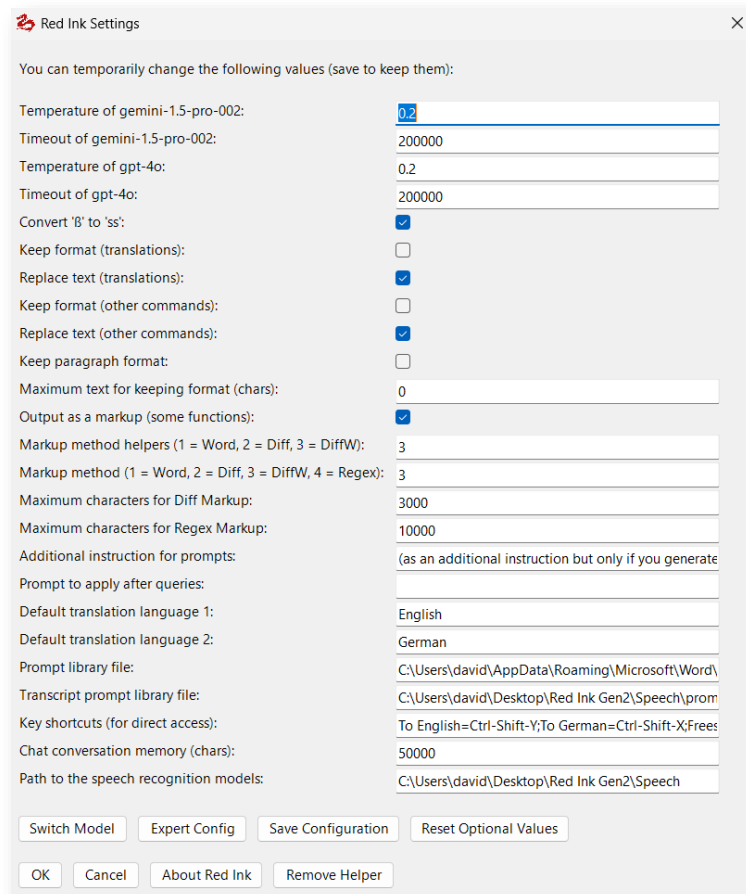 Red Ink Settings
You can temporarily change the following values (save to keep them):
Temperature of gemini-1.5-pro-002: 0.2
Timeout of gemini-1.5-pro-002: 200000
Temperature of gpt-4o: 0.2
Timeout of gpt-4o: 200000
Convert 'ß' to 'ss':
Keep format (translations):
Replace text (translations):
Keep format (other commands):
Replace text (other commands):
Keep paragraph format:
Maximum text for keeping format (chars): 0
Output as a markup (some functions):
Markup method helpers (1 = Word, 2 = Diff, 3 = DiffW): 3
Markup method (1 = Word, 2 = Diff, 3 = DiffW, 4 = Regex): 3
Maximum characters for Diff Markup: 3000
Maximum characters for Regex Markup: 10000
Additional instruction for prompts: (as an additional instruction but only if you generate
Prompt to apply after queries:
Default translation language 1: English
Default translation language 2: German
Prompt library file: C:\Users\david\AppData\Roaming\Microsoft\Word\
Transcript prompt library file: C:\Users\david\Desktop\Red Ink Gen2\Speech\prom
Key shortcuts (for direct access): To English=Ctrl-Shift-Y;To German=Ctrl-Shift-X;Frees
Chat conversation memory (chars): 50000
Path to the speech recognition models: C:\Users\david\Desktop\Red Ink Gen2\Speech
Switch Model Expert Config Save Configuration Reset Optional Values
OK Cancel About Red Ink Remove Helper